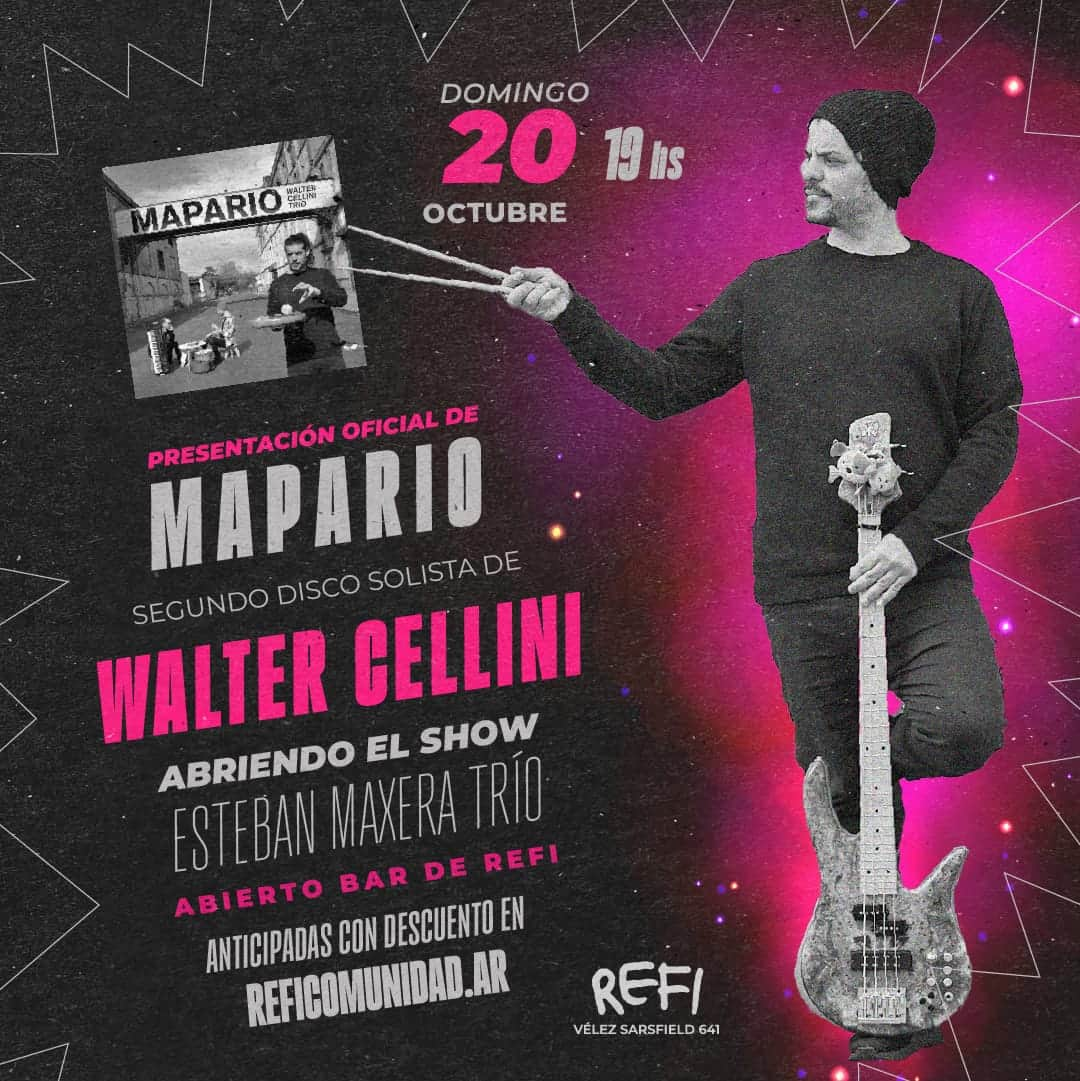 DOMINGO
20 19 hs
OCTUBRE
MAPARIO WALTER
CELLINI
TRIO
PRESENTACIÓN OFICIAL DE
MAPARIO
SEGUNDO DISCO SOLISTA DE
WALTER CELLINI
ABRIENDO EL SHOW
ESTEBAN MAXERA TRÍO
ABIERTO BAR DE REFI
ANTICIPADAS CON DESCUENTO EN
REFICOMUNIDAD.AR
REFI
VÉLEZ SARSFIELD 641